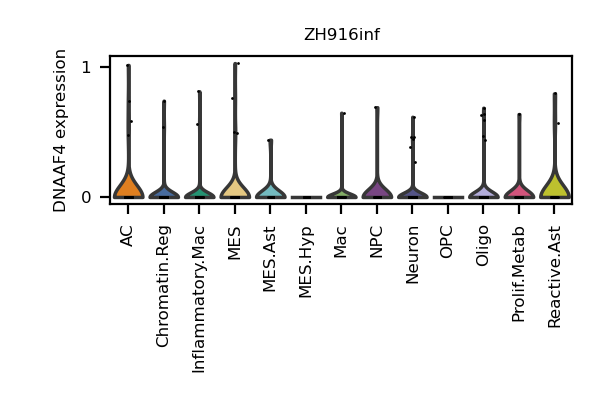 ZH916inf
DNAAF4 expression
1
0
AC
Chromatin.Reg
Inflammatory.Mac
MES
MES.Ast
MES.Hyp
Mac
NPC
Neuron
OPC
Oligo
Prolif.Metab
Reactive.Ast